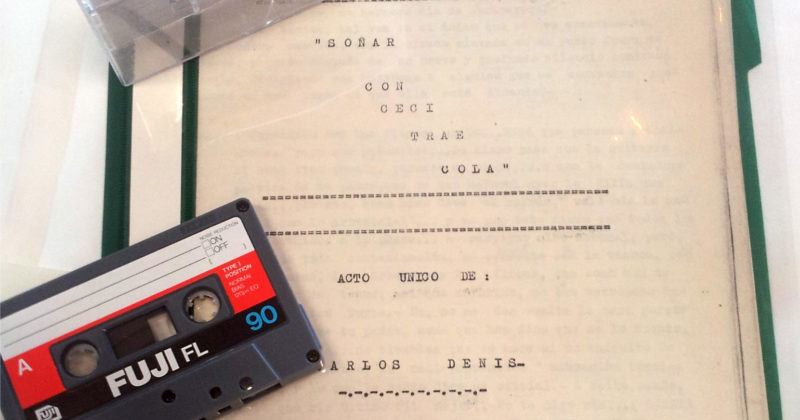 "SOÑAR
CON
CECI
TRAE
COLA"
ACTO UNICO DE:
ARLOS DENIS
NOISE REDUCTION
ON
OFF
TYPE I
POSITION
NORMAL
BIAS
120µs EQ
A
FUJI FL
90
FUJI